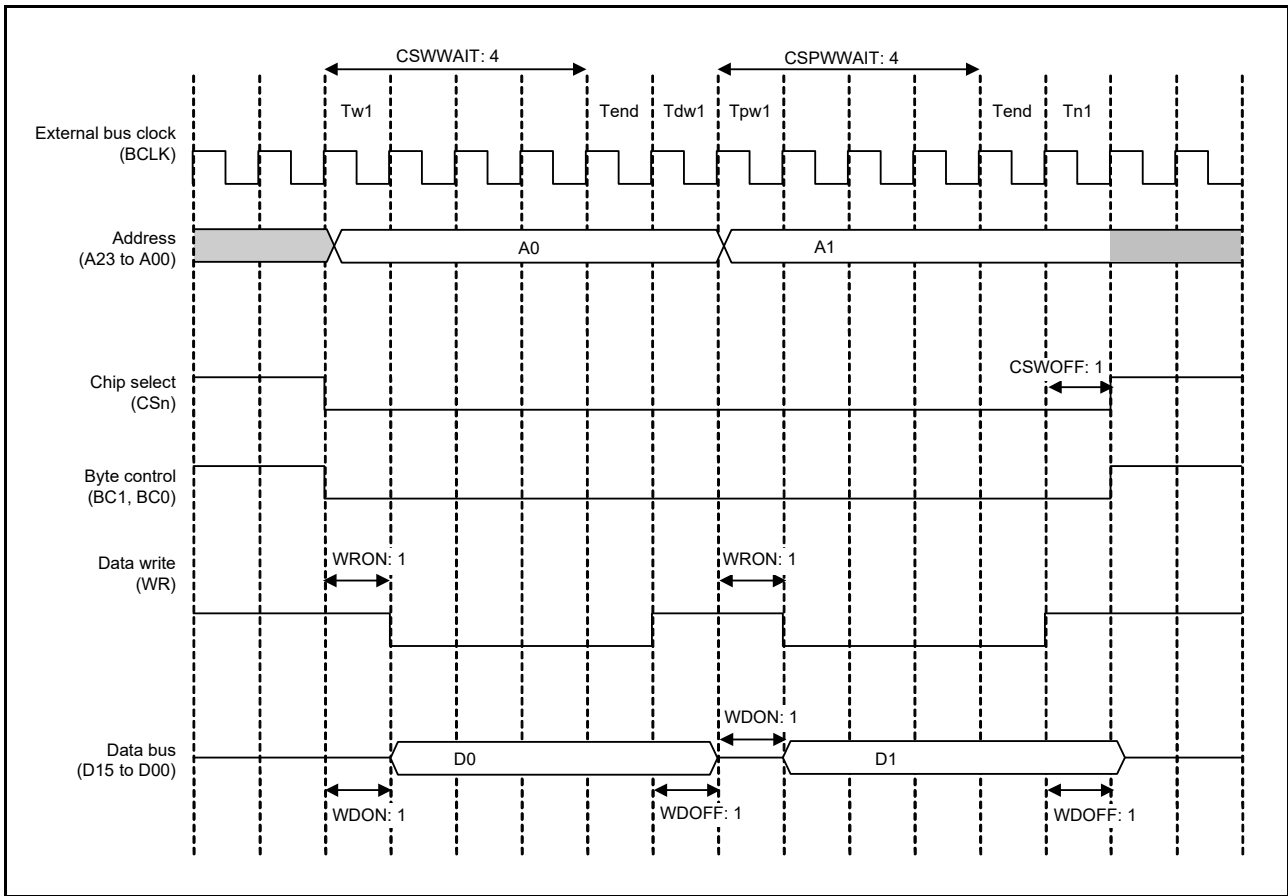 CSWWAIT: 4
CSPWWAIT: 4
Tw1
Tend
Tdw1
Tpw1
Tend
Tn1
External bus clock
(BCLK)
Address
(A23 to A00)
A0
A1
CSWOFF: 1
Chip select
(CSn)
Byte control
(BC1, BC0)
Data write
(WR)
WRON: 1
WRON: 1
WDON: 1
Data bus
(D15 to D00)
D0
D1
WDON: 1
WDOFF: 1
WDOFF: 1